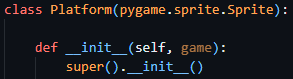 class Platform(pygame.sprite.Sprite):
def __init__(self, game):
super().__init__()